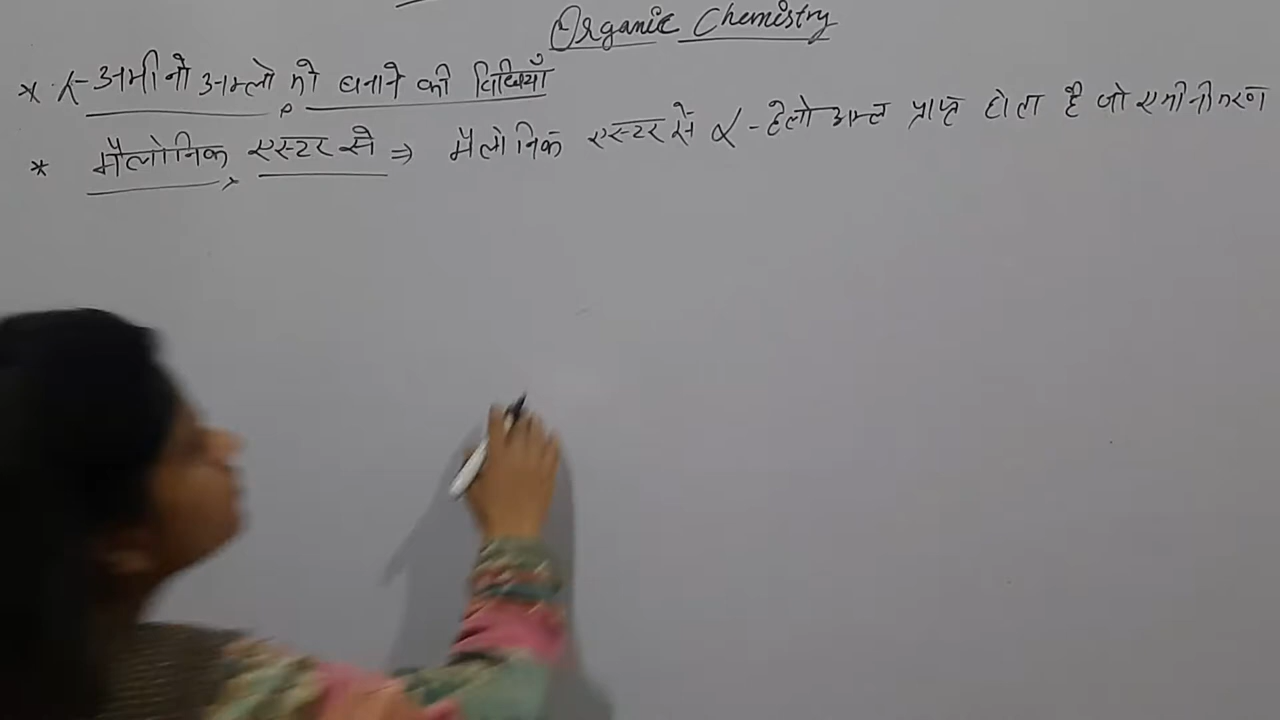 Organic Chemistry
* α-अमीनो अम्लो को बनाने की विधियाँ
* मैलोनिक एस्टर से ⇒ मैलोनिक एस्टर से α-हैलो अम्ल प्राप्त होता है जो एमीनीकरण